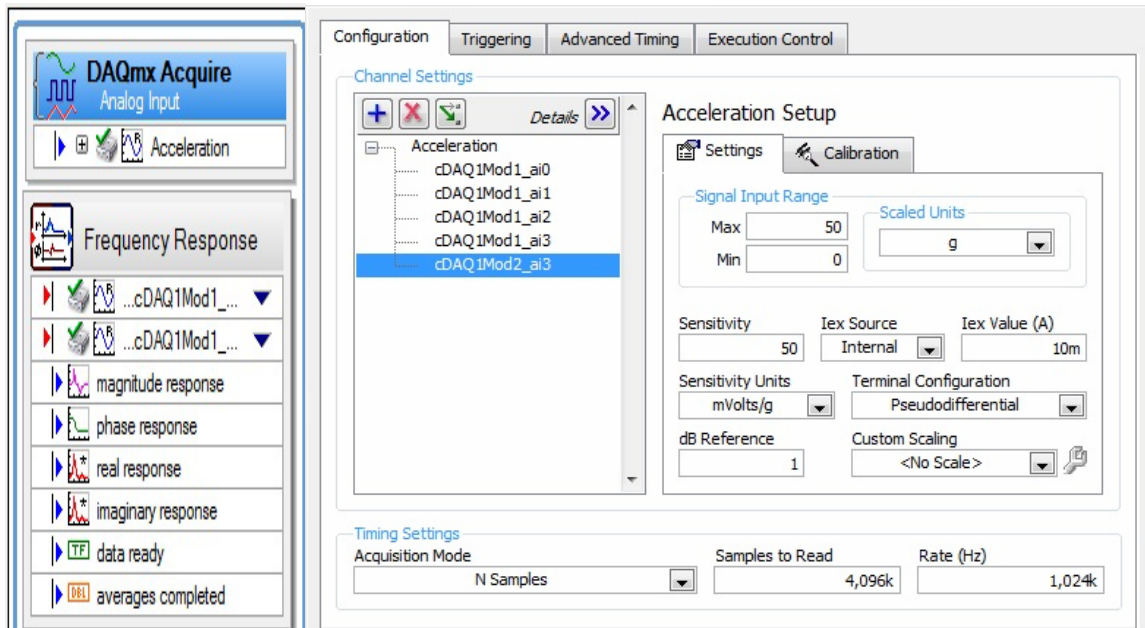 DAQmx Acquire
Analog Input
Acceleration
Frequency Response
...cDAQ1Mod1_...
...cDAQ1Mod1_...
magnitude response
phase response
real response
imaginary response
TF data ready
DBL averages completed
Configuration Triggering Advanced Timing Execution Control
Channel Settings
Details
Acceleration
cDAQ1Mod1_ai0
cDAQ1Mod1_ai1
cDAQ1Mod1_ai2
cDAQ1Mod1_ai3
cDAQ1Mod2_ai3
Acceleration Setup
Settings Calibration
Signal Input Range
Max 50
Min 0
Scaled Units
g
Sensitivity Iex Source Iex Value (A)
50 Internal 10m
Sensitivity Units Terminal Configuration
mVolts/g Pseudodifferential
dB Reference Custom Scaling
1 <No Scale>
Timing Settings
Acquisition Mode Samples to Read Rate (Hz)
N Samples 4,096k 1,024k